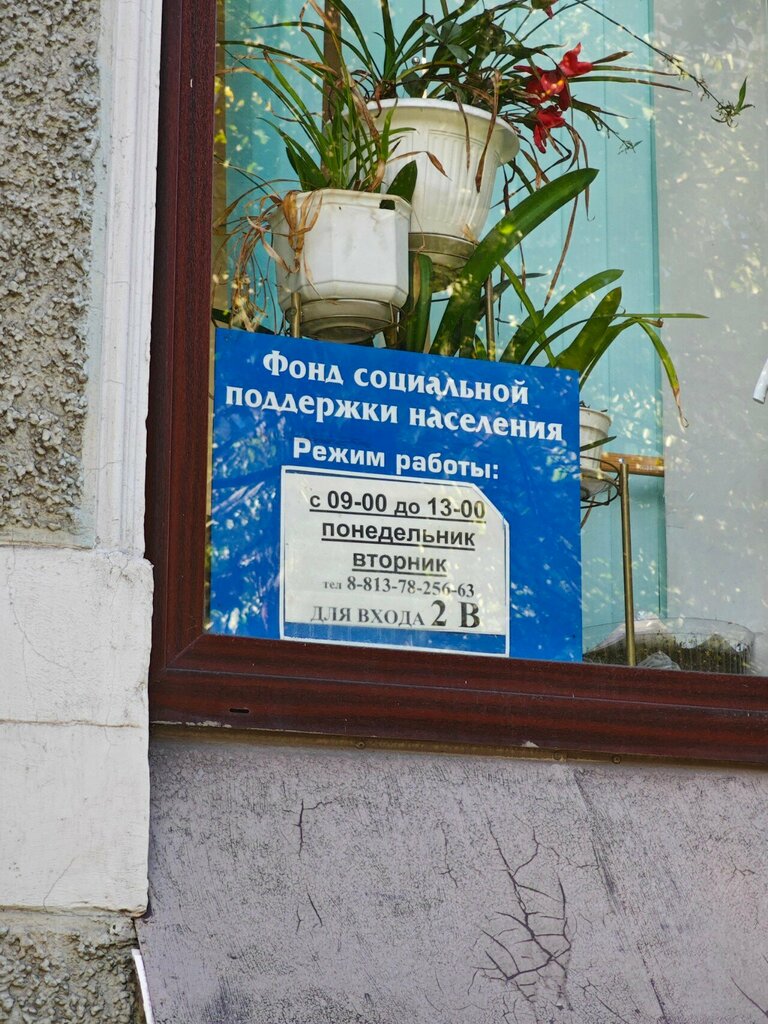 Фонд социальной
поддержки населения
Режим работы:
с 09-00 до 13-00
понедельник
вторник
тел 8-813-78-256-63
ДЛЯ ВХОДА 2 В